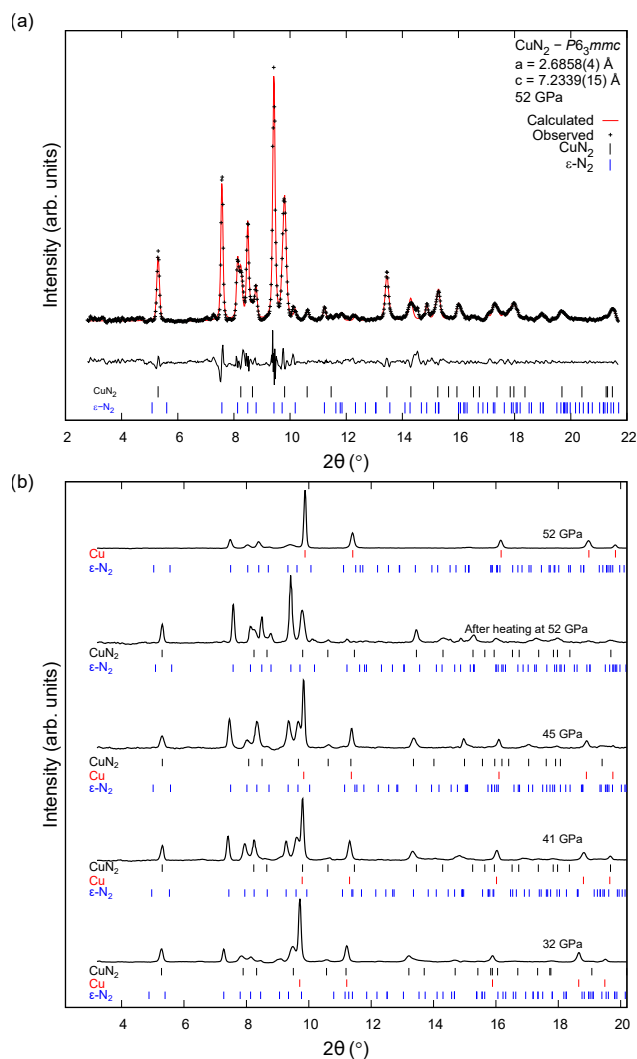 (a)
CuN₂ – P6₃mmc
a = 2.6858(4) Å
c = 7.2339(15) Å
52 GPa
Calculated
Observed
CuN₂
ε-N₂
Intensity (arb. units)
CuN₂
ε−N₂
2 4 6 8 10 12 14 16 18 20 22
2θ (°)
(b)
52 GPa
Cu
ε-N₂
After heating at 52 GPa
CuN₂
ε-N₂
45 GPa
CuN₂
Cu
ε-N₂
Intensity (arb. units)
41 GPa
CuN₂
Cu
ε-N₂
32 GPa
CuN₂
Cu
ε-N₂
4 6 8 10 12 14 16 18 20
2θ (°)